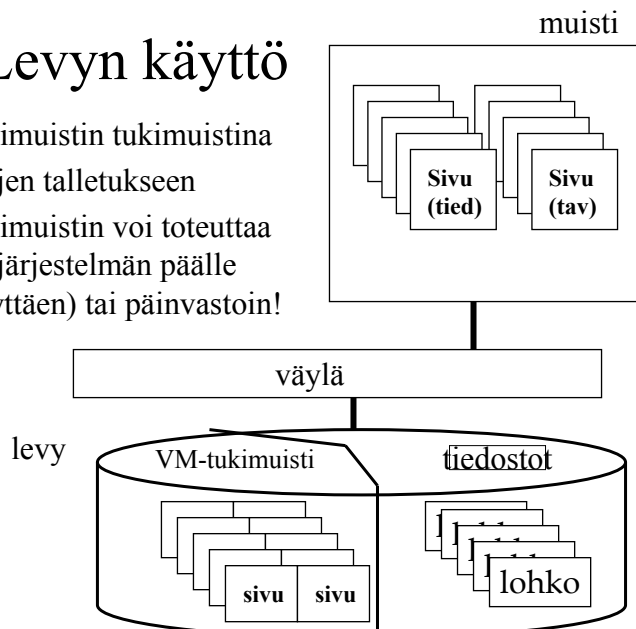 muisti
Levyn käyttö
imuistin tukimuistina
jen talletukseen
imuistin voi toteuttaa
järjestelmän päälle
yttäen) tai päinvastoin!
Sivu
(tied)
Sivu
(tav)
väylä
levy
VM-tukimuisti
tiedostot
sivu
sivu
lohko